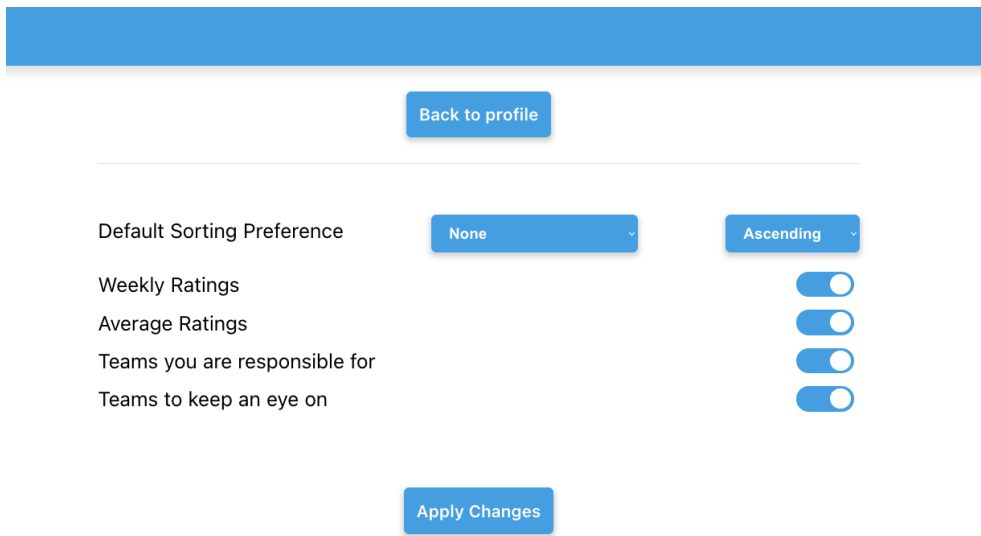 Back to profile
Default Sorting Preference None Ascending
Weekly Ratings
Average Ratings
Teams you are responsible for
Teams to keep an eye on
Apply Changes